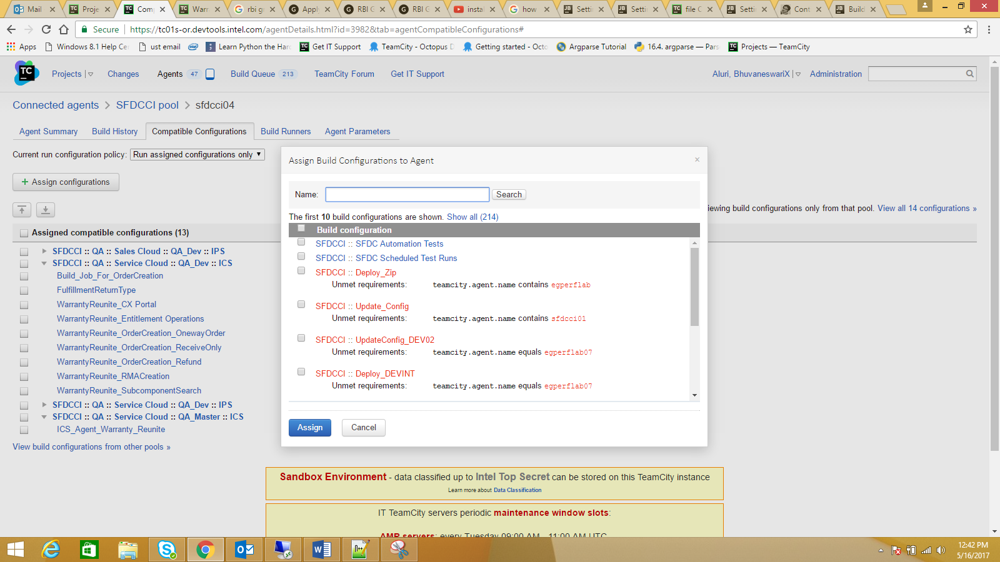 Mail
Proje
Com
Warr
rbi gr
Apply
RBI G
RBI G
instal
how
Settin
Settin
file C
Settin
Cont
Build
Secure
https://tc01s-or.devtools.intel.com/agentDetails.html?id=3982&tab=agentCompatibleConfigurations#
Apps
Windows 8.1 Help Ce
ust email
Learn Python the Har
Get IT Support
TeamCity - Octopus D
Getting started - Octo
Argparse Tutorial
16.4. argparse — Pars
Projects — TeamCity
TC
Projects
Changes
Agents 47
Build Queue 213
TeamCity Forum
Get IT Support
Aluri, BhuvaneswariX
Administration
Connected agents > SFDCCI pool > sfdcci04
Agent Summary
Build History
Compatible Configurations
Build Runners
Agent Parameters
Current run configuration policy: Run assigned configurations only
+ Assign configurations
iewing build configurations only from that pool. View all 14 configurations »
Assigned compatible configurations (13)
SFDCCI :: QA :: Sales Cloud :: QA_Dev :: IPS
SFDCCI :: QA :: Service Cloud :: QA_Dev :: ICS
Build_Job_For_OrderCreation
FulfillmentReturnType
WarrantyReunite_CX Portal
WarrantyReunite_Entitlement Operations
WarrantyReunite_OrderCreation_OnewayOrder
WarrantyReunite_OrderCreation_ReceiveOnly
WarrantyReunite_OrderCreation_Refund
WarrantyReunite_RMACreation
WarrantyReunite_SubcomponentSearch
SFDCCI :: QA :: Service Cloud :: QA_Dev :: IPS
SFDCCI :: QA :: Service Cloud :: QA_Master :: ICS
ICS_Agent_Warranty_Reunite
View build configurations from other pools »
Assign Build Configurations to Agent
×
Name:
Search
The first 10 build configurations are shown. Show all (214)
Build configuration
SFDCCI :: SFDC Automation Tests
SFDCCI :: SFDC Scheduled Test Runs
SFDCCI :: Deploy_Zip
Unmet requirements: teamcity.agent.name contains egperflab
SFDCCI :: Update_Config
Unmet requirements: teamcity.agent.name contains sfdcci01
SFDCCI :: UpdateConfig_DEV02
Unmet requirements: teamcity.agent.name equals egperflab07
SFDCCI :: Deploy_DEVINT
Unmet requirements: teamcity.agent.name equals egperflab07
Assign
Cancel
Sandbox Environment - data classified up to Intel Top Secret can be stored on this TeamCity instance
Learn more about Data Classification
IT TeamCity servers periodic maintenance window slots:
AMR servers: every Tuesday 09:00 AM - 11:00 AM UTC
12:42 PM
5/16/2017